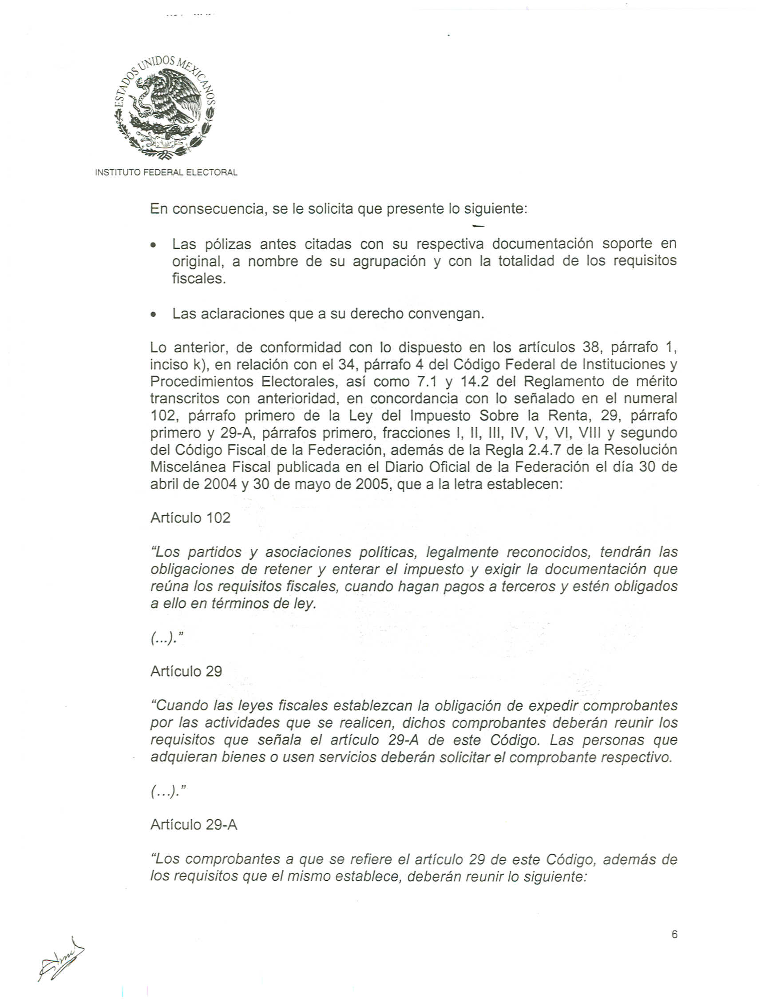 ESTADOS UNIDOS MEXICANOS
INSTITUTO FEDERAL ELECTORAL
En consecuencia, se le solicita que presente lo siguiente:
• Las pólizas antes citadas con su respectiva documentación soporte en
original, a nombre de su agrupación y con la totalidad de los requisitos
fiscales.
• Las aclaraciones que a su derecho convengan.
Lo anterior, de conformidad con lo dispuesto en los artículos 38, párrafo 1,
inciso k), en relación con el 34, párrafo 4 del Código Federal de Instituciones y
Procedimientos Electorales, así como 7.1 y 14.2 del Reglamento de mérito
transcritos con anterioridad, en concordancia con lo señalado en el numeral
102, párrafo primero de la Ley del Impuesto Sobre la Renta, 29, párrafo
primero y 29-A, párrafos primero, fracciones I, II, III, IV, V, VI, VIII y segundo
del Código Fiscal de la Federación, además de la Regla 2.4.7 de la Resolución
Miscelánea Fiscal publicada en el Diario Oficial de la Federación el día 30 de
abril de 2004 y 30 de mayo de 2005, que a la letra establecen:
Artículo 102
“Los partidos y asociaciones políticas, legalmente reconocidos, tendrán las
obligaciones de retener y enterar el impuesto y exigir la documentación que
reúna los requisitos fiscales, cuando hagan pagos a terceros y estén obligados
a ello en términos de ley.
(...).”
Artículo 29
“Cuando las leyes fiscales establezcan la obligación de expedir comprobantes
por las actividades que se realicen, dichos comprobantes deberán reunir los
requisitos que señala el artículo 29-A de este Código. Las personas que
adquieran bienes o usen servicios deberán solicitar el comprobante respectivo.
(...).”
Artículo 29-A
“Los comprobantes a que se refiere el artículo 29 de este Código, además de
los requisitos que el mismo establece, deberán reunir lo siguiente:
6